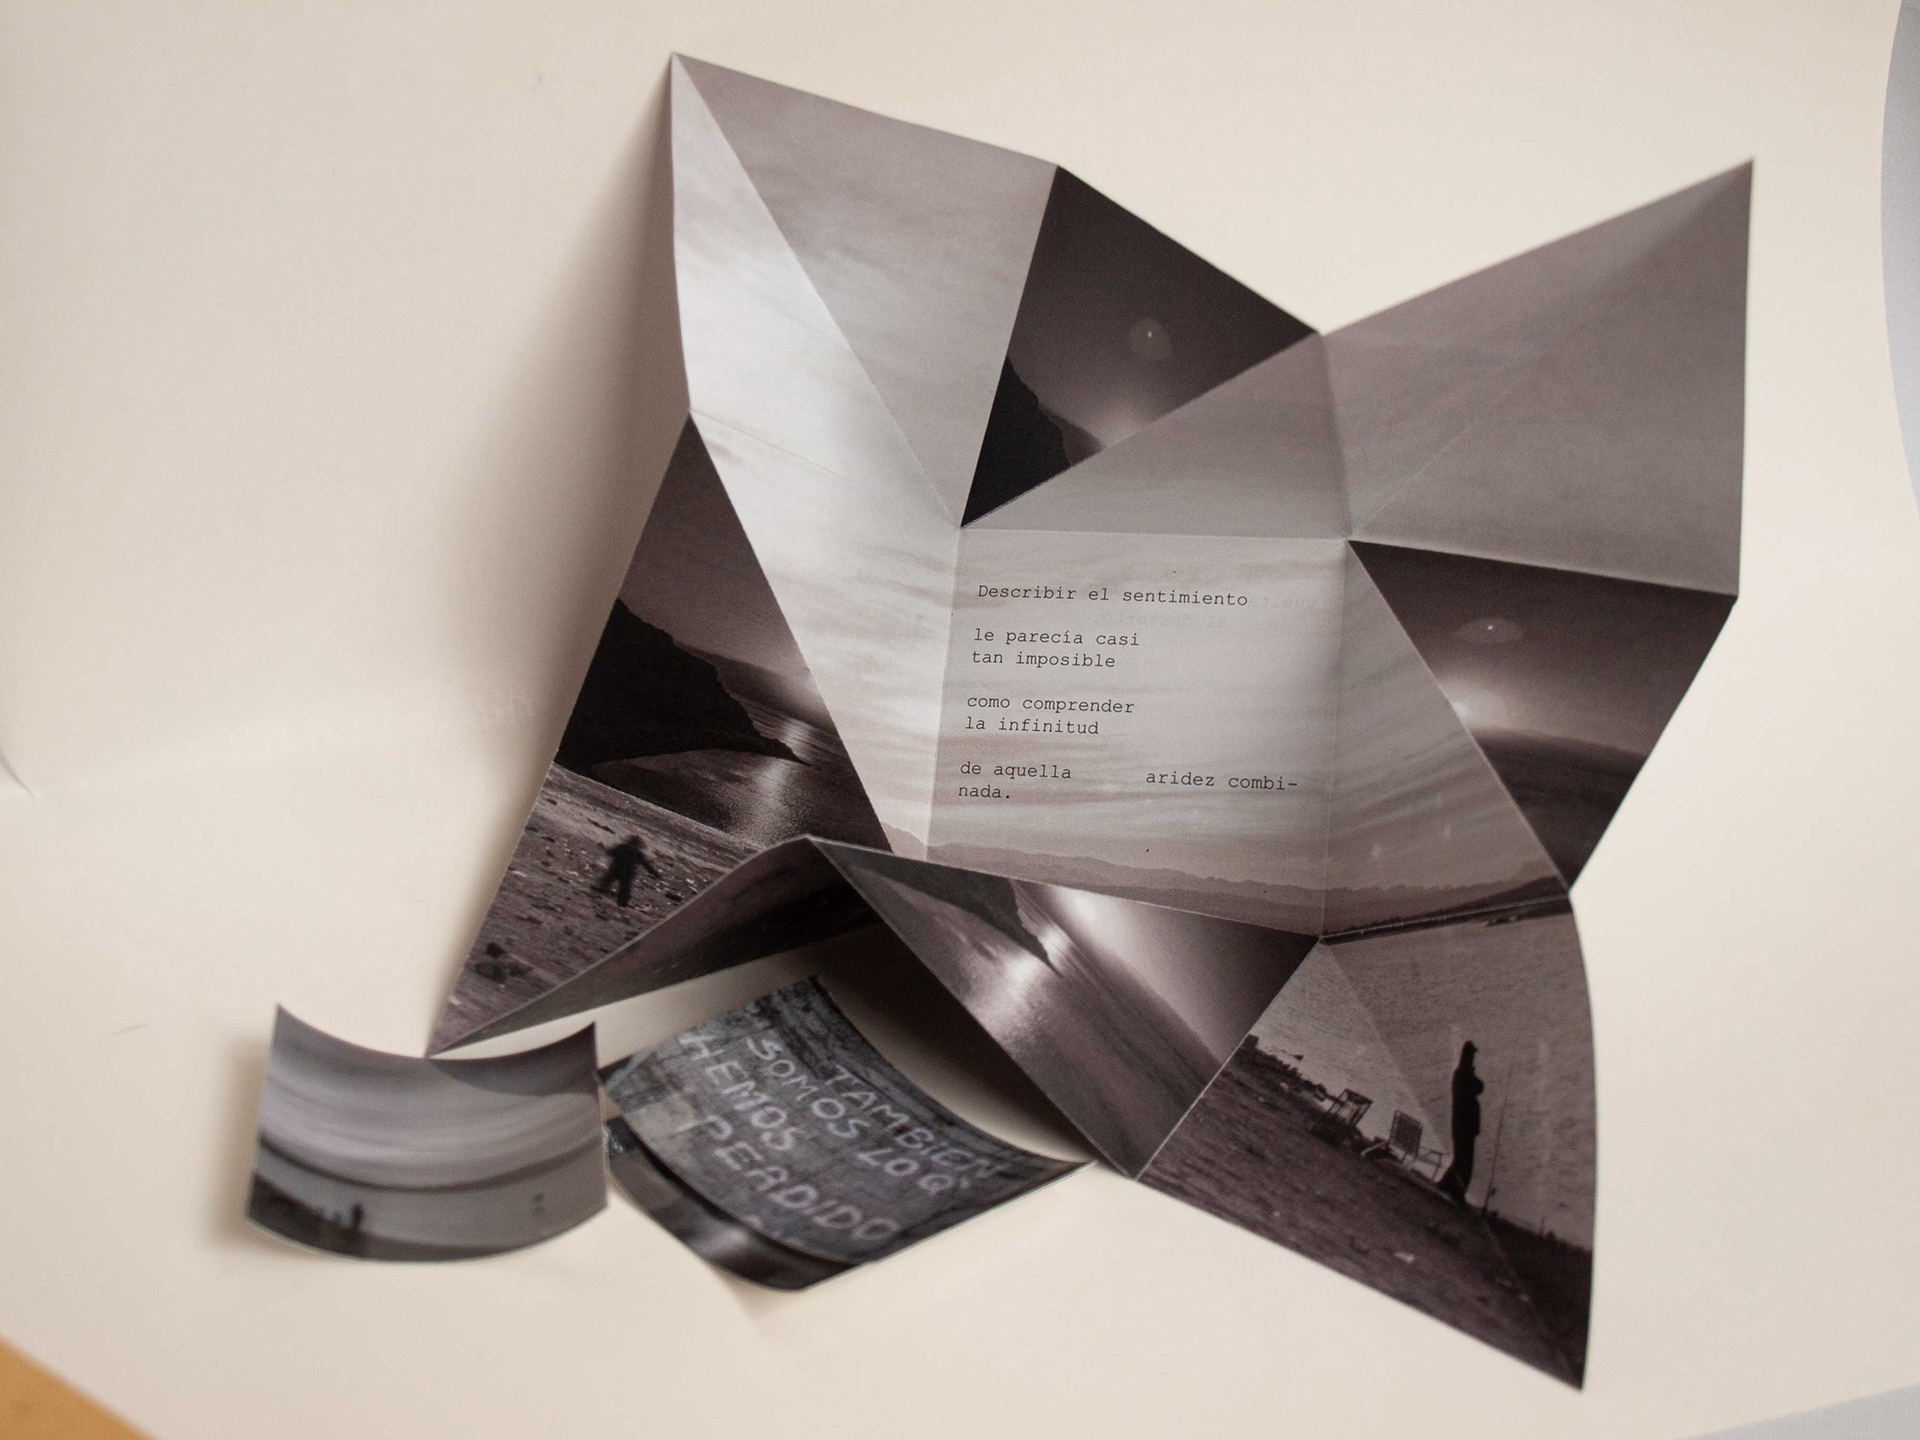 Describir el sentimiento
le parecía casi
tan imposible
como comprender
la infinitud
de aquella aridez combi-
nada.
TAMBIEN
SOMOS LO Q'
HEMOS
PERDIDO